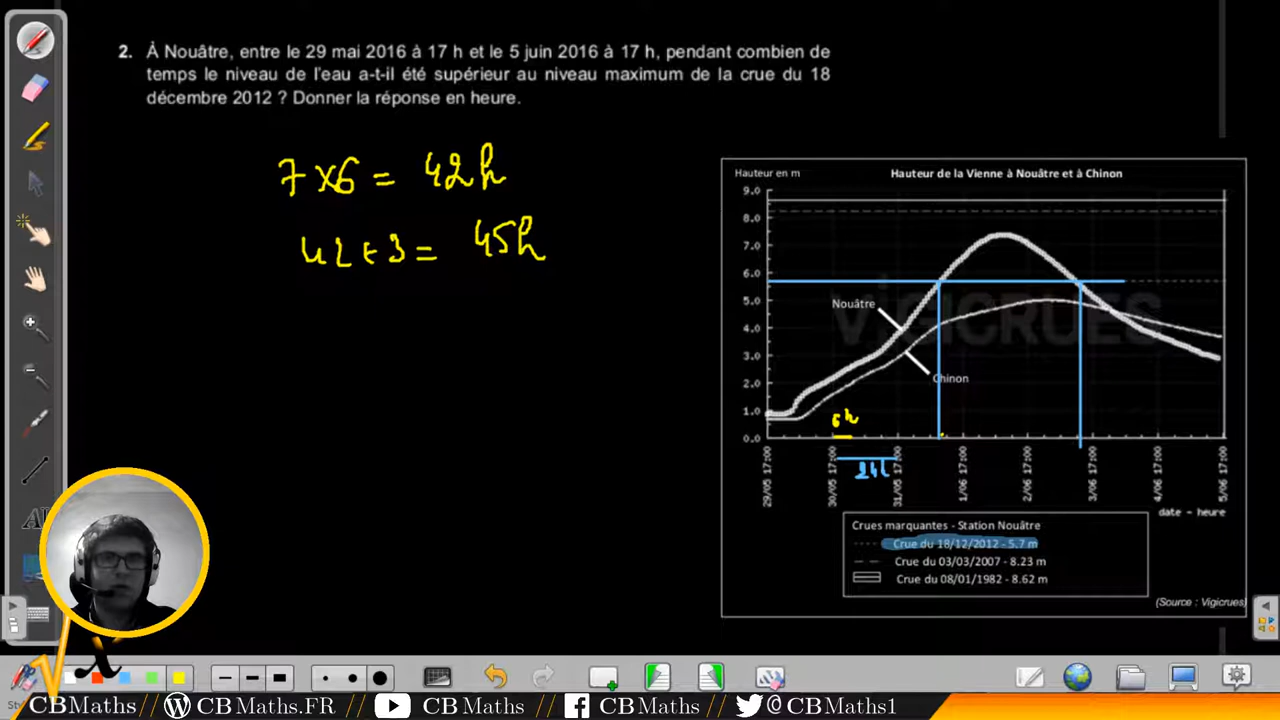 2. À Nouâtre, entre le 29 mai 2016 à 17 h et le 5 juin 2016 à 17 h, pendant combien de
temps le niveau de l'eau a-t-il été supérieur au niveau maximum de la crue du 18
décembre 2012 ? Donner la réponse en heure.
7 x 6 = 42h
42 + 3 = 45h
Hauteur en m
Hauteur de la Vienne à Nouâtre et à Chinon
9.0
8.0
7.0
6.0
5.0
4.0
3.0
2.0
1.0
0.0
VIGICRUES
Nouâtre
Chinon
6h
24h
29/05 17:00
30/05 17:00
31/05 17:00
1/06 17:00
2/06 17:00
3/06 17:00
4/06 17:00
5/06 17:00
date - heure
Crues marquantes - Station Nouâtre
Crue du 18/12/2012 - 5.7 m
Crue du 03/03/2007 - 8.23 m
Crue du 08/01/1982 - 8.62 m
(Source : Vigicrues)
√x
CBMaths/ CBMaths.FR / CBMaths / CBMaths / @CBMaths1